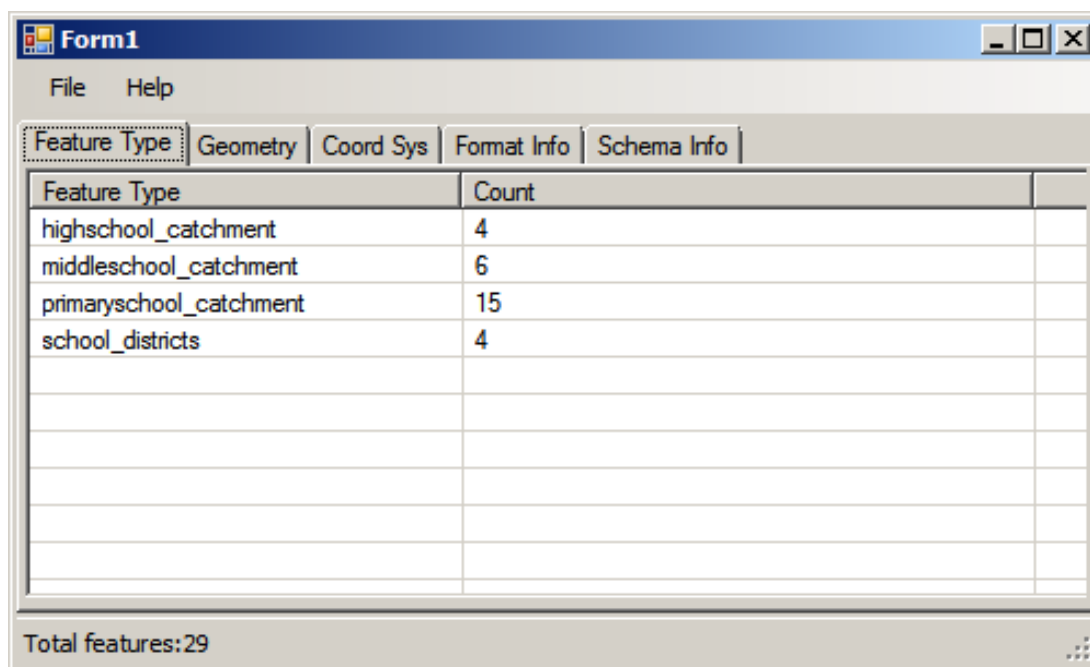 Form1
File Help
Feature Type Geometry Coord Sys Format Info Schema Info
Feature Type Count
highschool_catchment 4
middleschool_catchment 6
primaryschool_catchment 15
school_districts 4
Total features:29